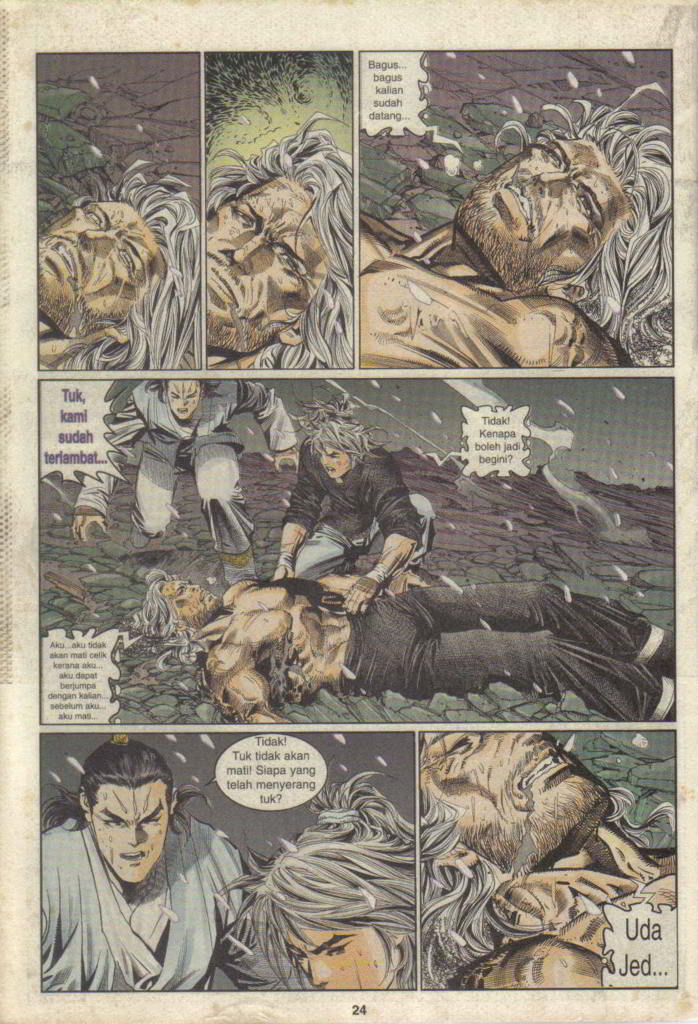 Bagus...
bagus
kalian
sudah
datang...
Tuk,
kami
sudah
terlambat...
Tidak!
Kenapa
boleh jadi
begini?
Aku...aku tidak
akan mati celik
kerana aku...
aku dapat
berjumpa
dengan kalian...
sebelum aku...
aku mati...
Tidak!
Tuk tidak akan
mati! Siapa yang
telah menyerang
tuk?
Uda
Jed...
24